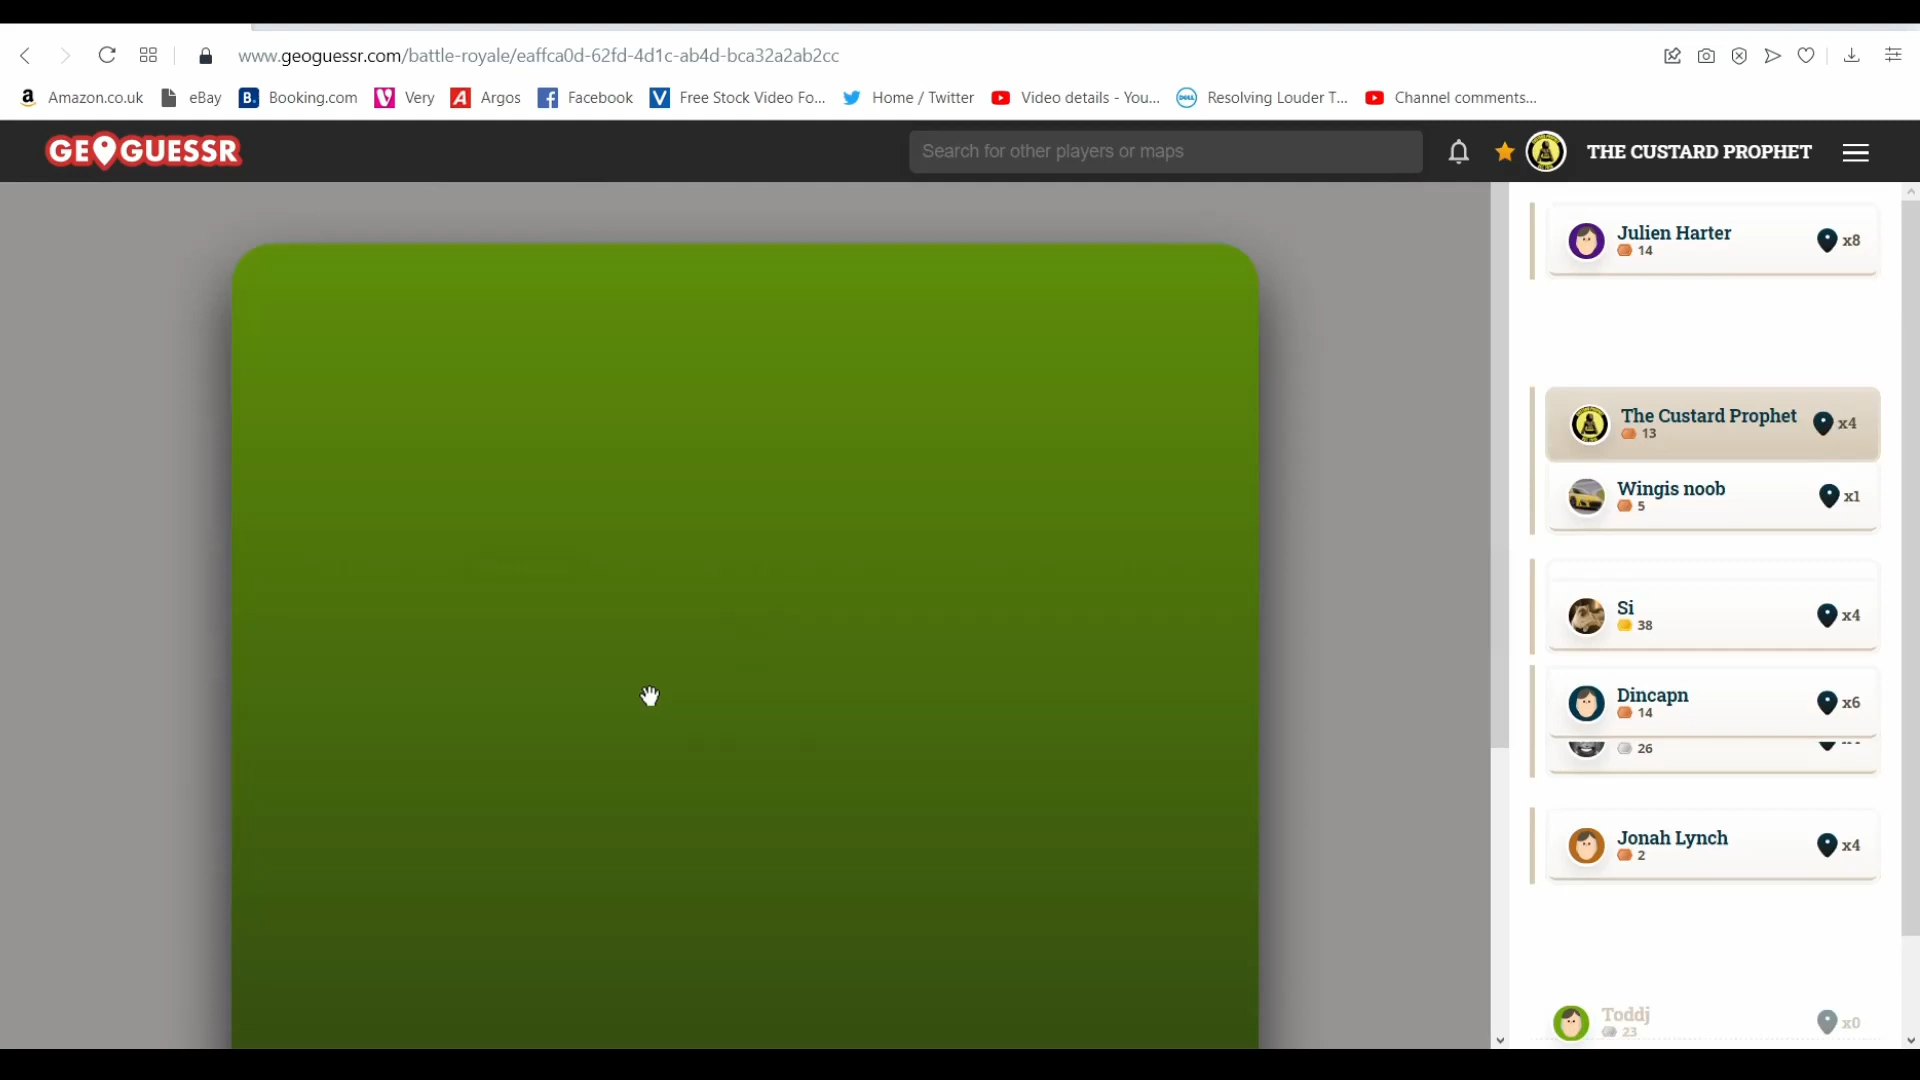 www.geoguessr.com/battle-royale/eaffca0d-62fd-4d1c-ab4d-bca32a2ab2cc
Amazon.co.uk eBay Booking.com Very Argos Facebook Free Stock Video Fo... Home / Twitter Video details - You... Resolving Louder T... Channel comments...
GEOGUESSR
Search for other players or maps
THE CUSTARD PROPHET
Julien Harter
14
x8
The Custard Prophet
13
x4
Wingis noob
5
x1
Si
38
x4
Dincapn
14
x6
26
Jonah Lynch
2
x4
Toddj
23
x0